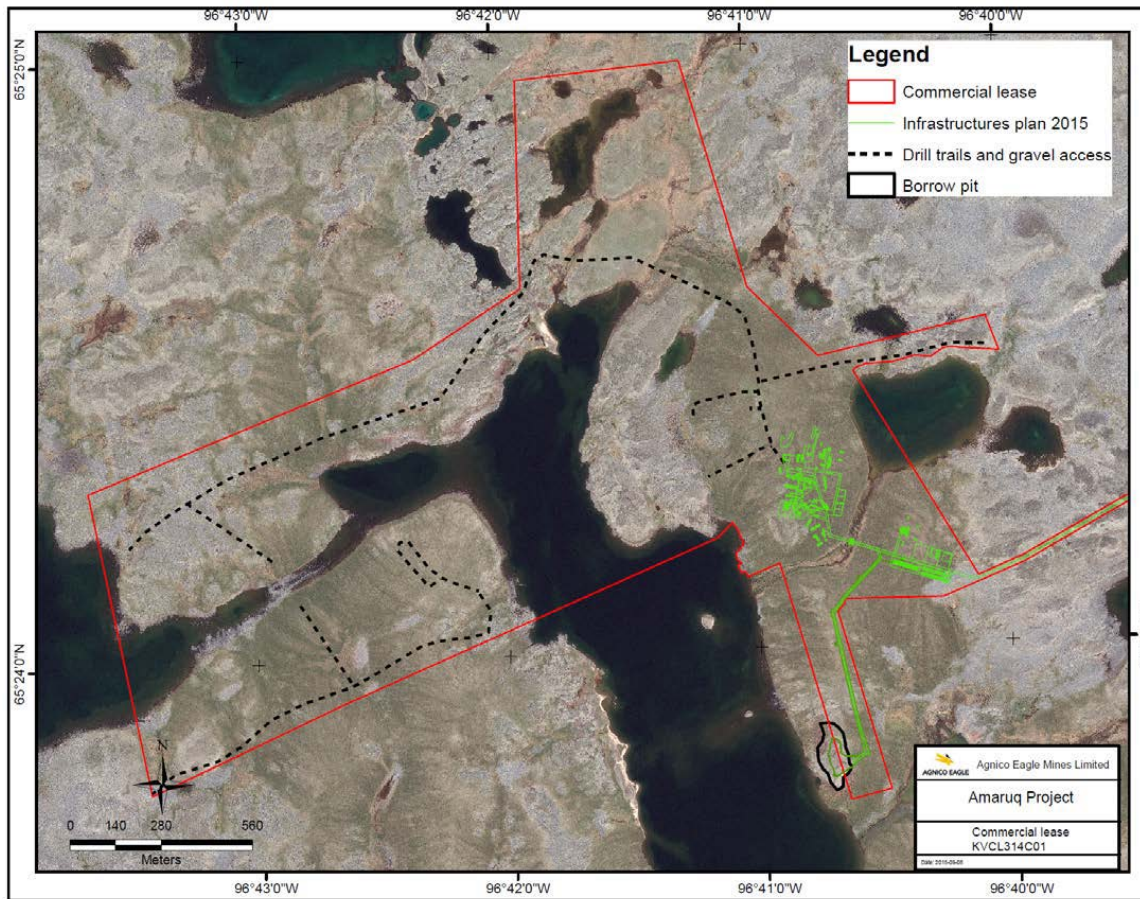 96°43'0"W 96°42'0"W 96°41'0"W 96°40'0"W
65°25'0"N
Legend
Commercial lease
Infrastructures plan 2015
Drill trails and gravel access
Borrow pit
65°24'0"N
N
0 140 280 560
Meters
AGNICO EAGLE
Agnico Eagle Mines Limited
Amaruq Project
Commercial lease
KVCL314C01
96°43'0"W 96°42'0"W 96°41'0"W 96°40'0"W